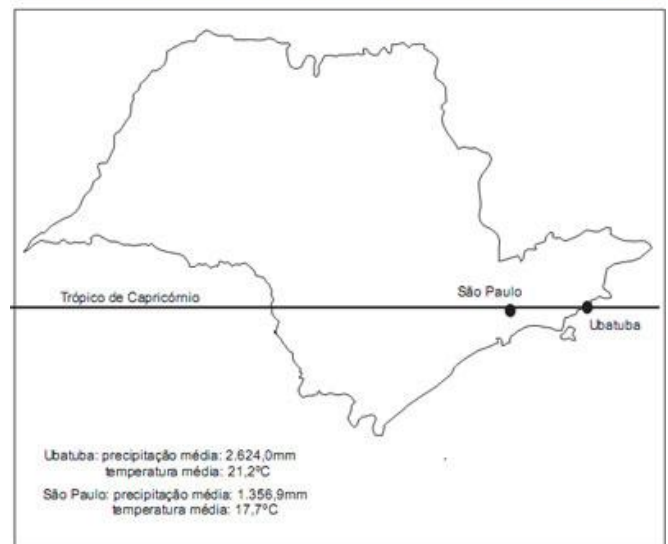 São Paulo
Trópico de Capricórnio
Ubatuba
Ubatuba: precipitação média: 2.624,0mm
temperatura média: 21,2ºC
São Paulo: precipitação média: 1.356,9mm
temperatura média: 17,7ºC